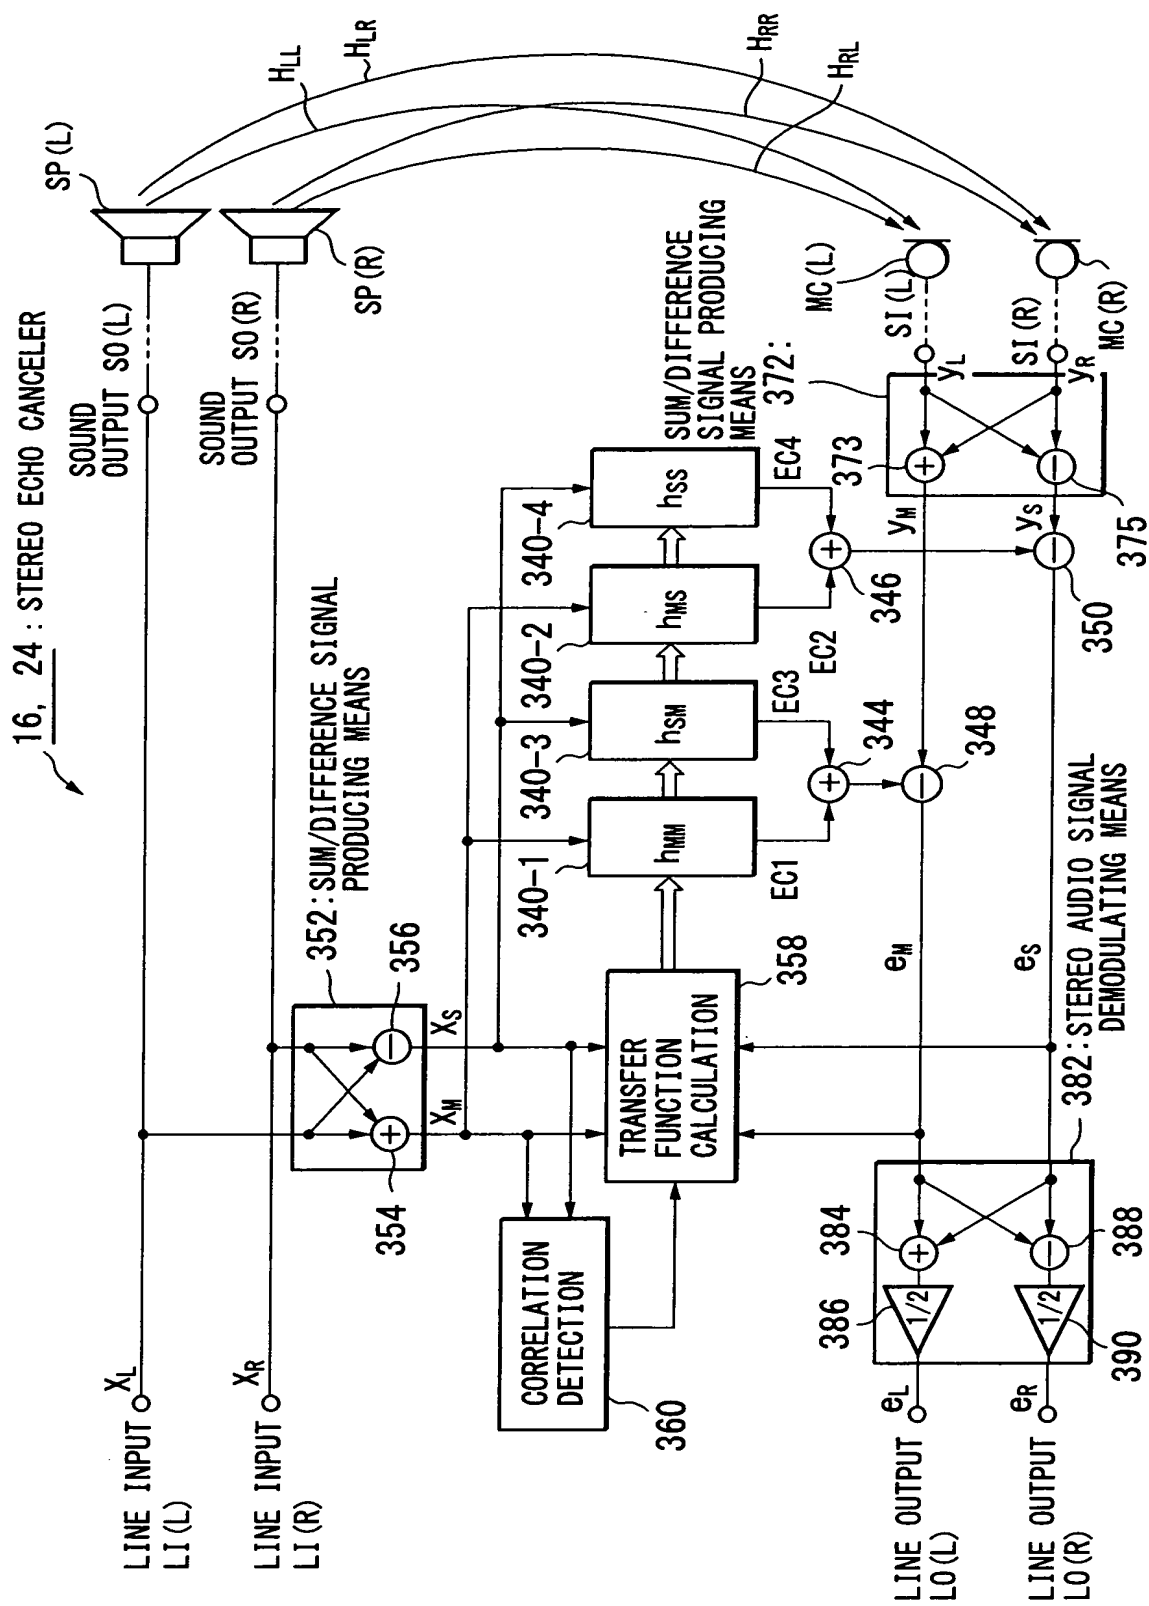 16, 24 : STEREO ECHO CANCELER
LINE INPUT
LI(L)
XL
SOUND
OUTPUT SO(L)
SP(L)
HLL
HLR
LINE INPUT
LI(R)
XR
SOUND
OUTPUT SO(R)
SP(R)
HRR
HRL
352:SUM/DIFFERENCE SIGNAL
PRODUCING MEANS
354
356
XM
XS
CORRELATION
DETECTION
360
TRANSFER
FUNCTION
CALCULATION
358
340-1
340-3
340-2
340-4
hMM
hSM
hMS
hSS
EC1
EC3
EC2
EC4
344
346
348
350
SUM/DIFFERENCE
SIGNAL PRODUCING
MEANS
372:
373
375
yM
yS
yL
yR
SI(L)
SI(R)
MC(L)
MC(R)
eM
eS
382:STEREO AUDIO SIGNAL
DEMODULATING MEANS
384
386
388
390
1/2
1/2
eL
eR
LINE OUTPUT
LO(L)
LINE OUTPUT
LO(R)